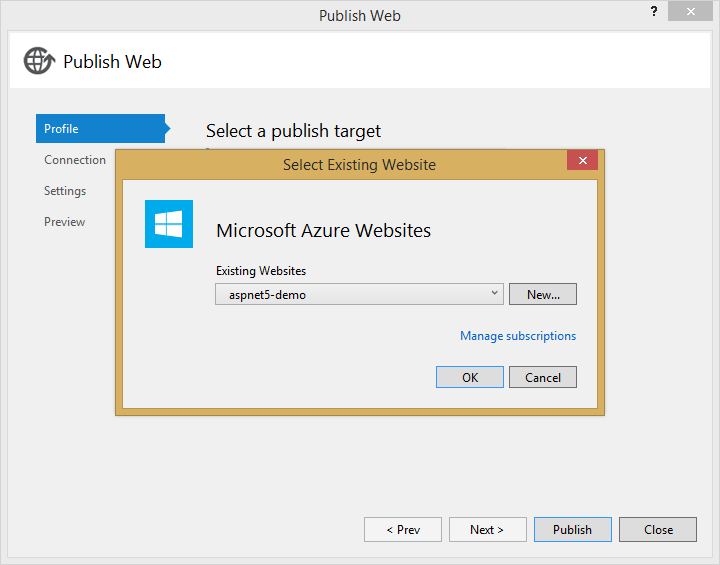 Publish Web
?
Publish Web
Profile
Connection
Settings
Preview
Select a publish target
Select Existing Website
Microsoft Azure Websites
Existing Websites
aspnet5-demo
New...
Manage subscriptions
OK
Cancel
< Prev
Next >
Publish
Close